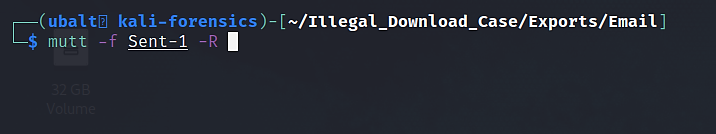 ┌──(ubalt㉿kali-forensics)-[~/Illegal_Download_Case/Exports/Email]
└─$ mutt -f Sent-1 -R
32 GB
Volume